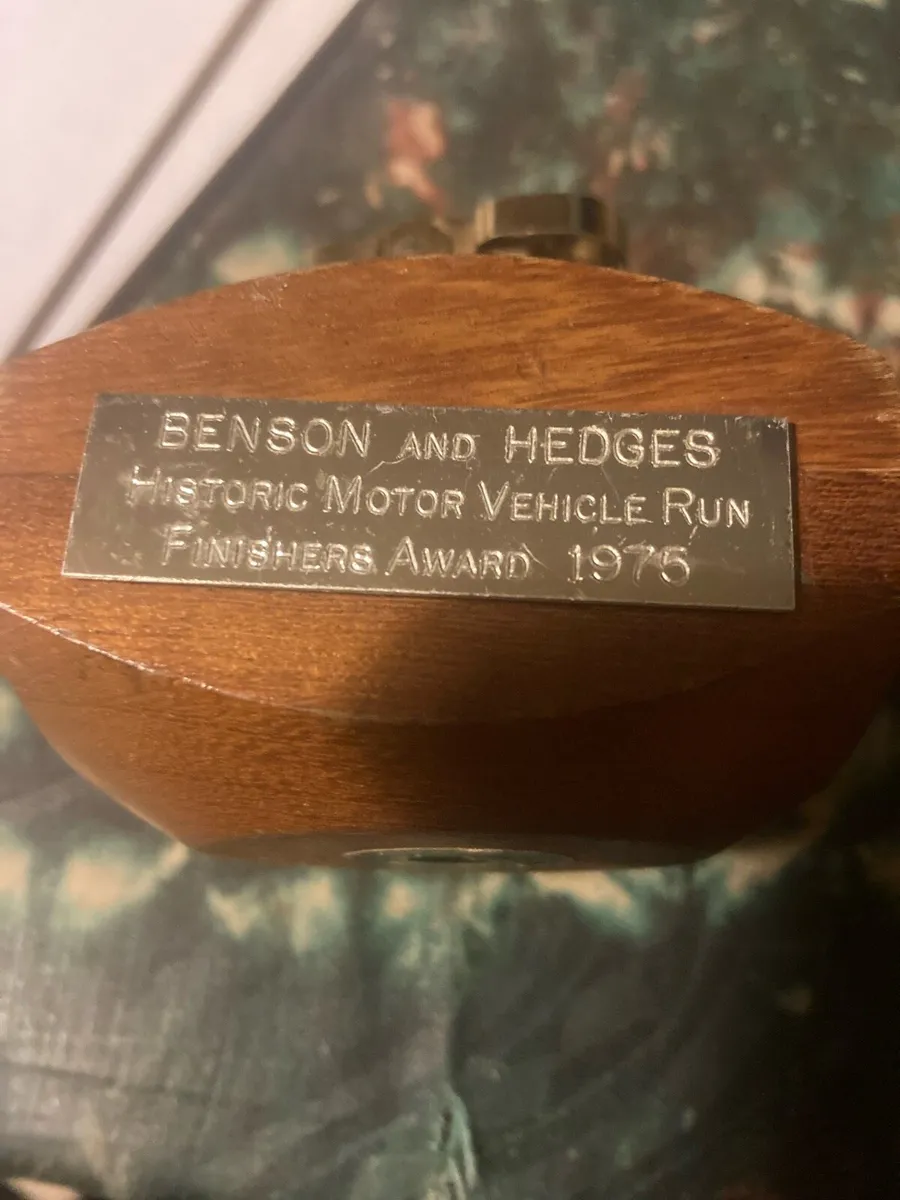 BENSON AND HEDGES
HISTORIC MOTOR VEHICLE RUN
FINISHERS AWARD 1975